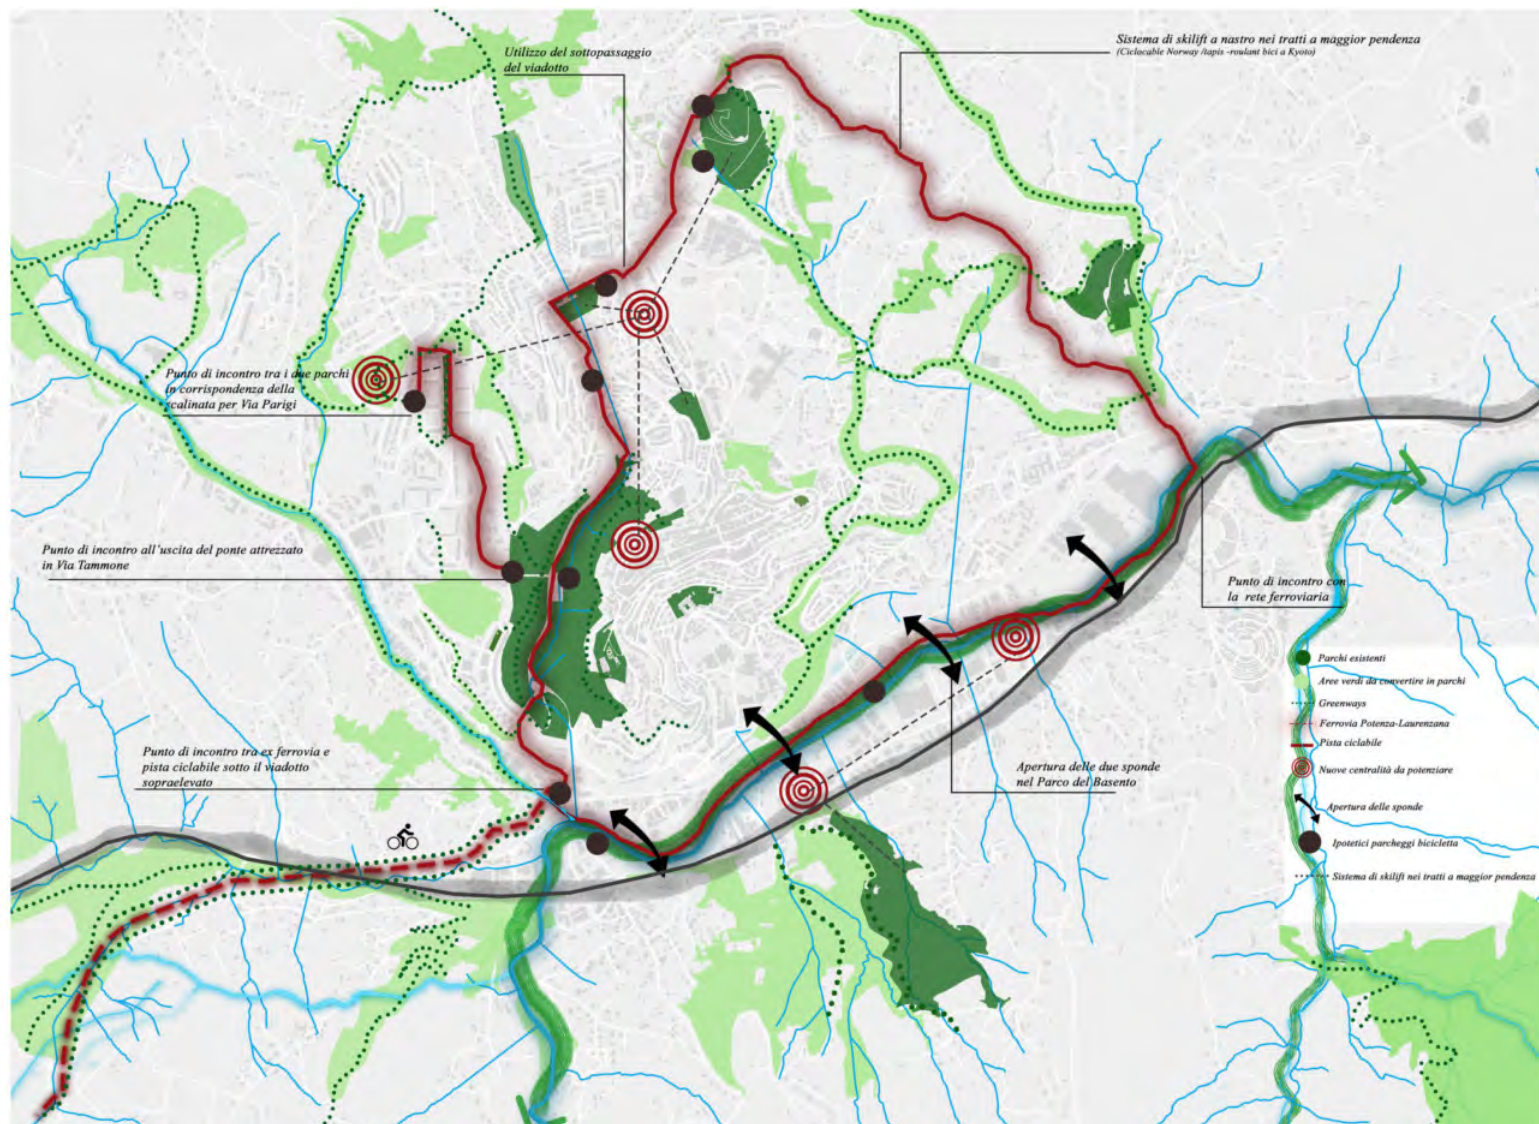 Utilizzo del sottopassaggio
del viadotto
Sistema di skilift a nastro nei tratti a maggior pendenza
(Ciclocable Norway /tapis -roulant bici a Kyoto)
Punto di incontro tra i due parchi
in corrispondenza della
scalinata per Via Parigi
Punto di incontro all'uscita del ponte attrezzato
in Via Tammone
Punto di incontro con
la rete ferroviaria
Punto di incontro tra ex ferrovia e
pista ciclabile sotto il viadotto
sopraelevato
Apertura delle due sponde
nel Parco del Basento
Parchi esistenti
Aree verdi da convertire in parchi
Greenways
Ferrovia Potenza-Laurenzana
Pista ciclabile
Nuove centralità da potenziare
Apertura delle sponde
Ipotetici parcheggi bicicletta
Sistema di skilift nei tratti a maggior pendenza